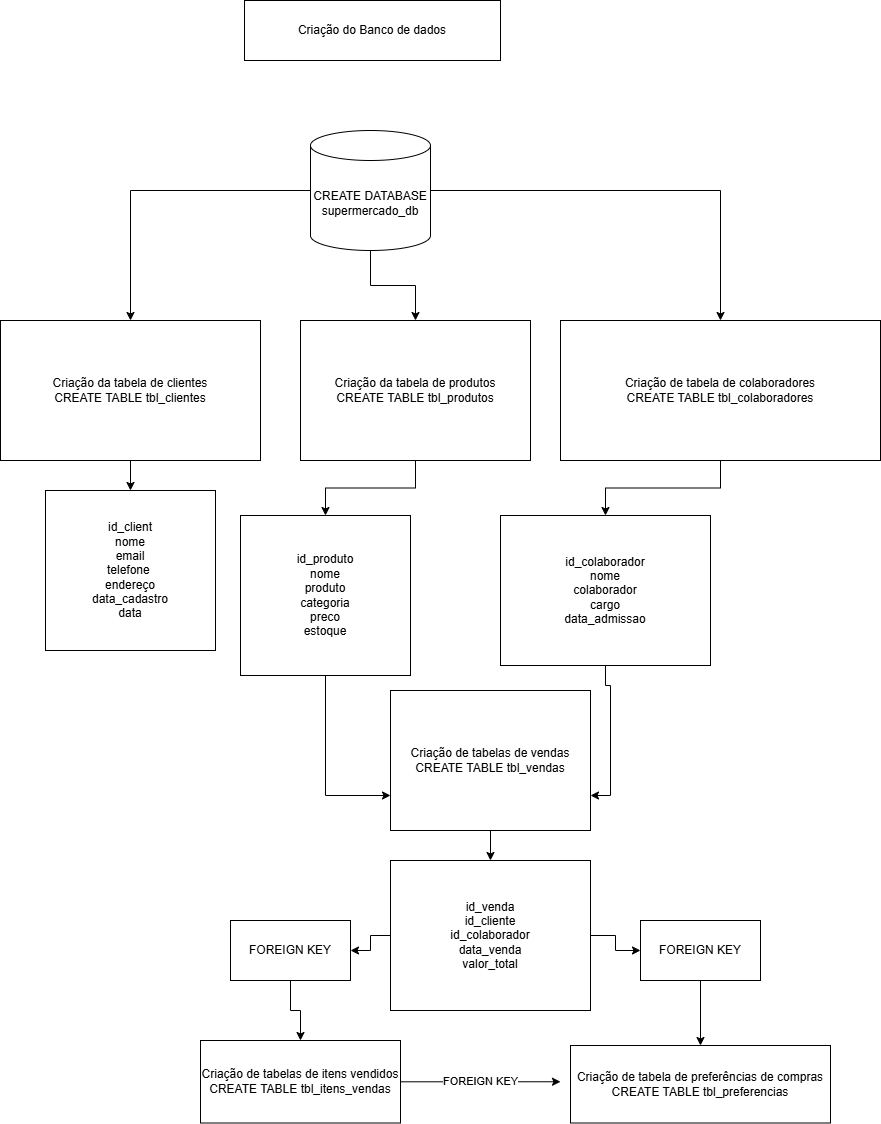 Criação do Banco de dados
CREATE DATABASE
supermercado_db
Criação da tabela de clientes
CREATE TABLE tbl_clientes
Criação da tabela de produtos
CREATE TABLE tbl_produtos
Criação de tabela de colaboradores
CREATE TABLE tbl_colaboradores
id_client
nome
email
telefone
endereço
data_cadastro
data
id_produto
nome
produto
categoria
preco
estoque
id_colaborador
nome
colaborador
cargo
data_admissao
Criação de tabelas de vendas
CREATE TABLE tbl_vendas
id_venda
id_cliente
id_colaborador
data_venda
valor_total
FOREIGN KEY
FOREIGN KEY
Criação de tabelas de itens vendidos
CREATE TABLE tbl_itens_vendas
FOREIGN KEY
Criação de tabela de preferências de compras
CREATE TABLE tbl_preferencias